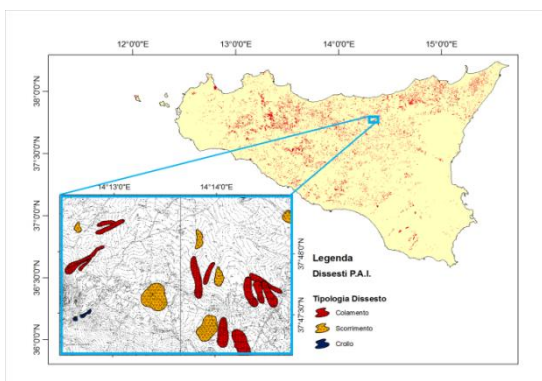 12°0'0"E 13°0'0"E 14°0'0"E 15°0'0"E
38°0'0"N
37°30'0"N
37°0'0"N
36°30'0"N
36°0'0"N
14°13'0"E 14°14'0"E
37°48'0"N
37°47'30"N
Legenda
Dissesti P.A.I.
Tipologia Dissesto
Colamento
Scorrimento
Crollo